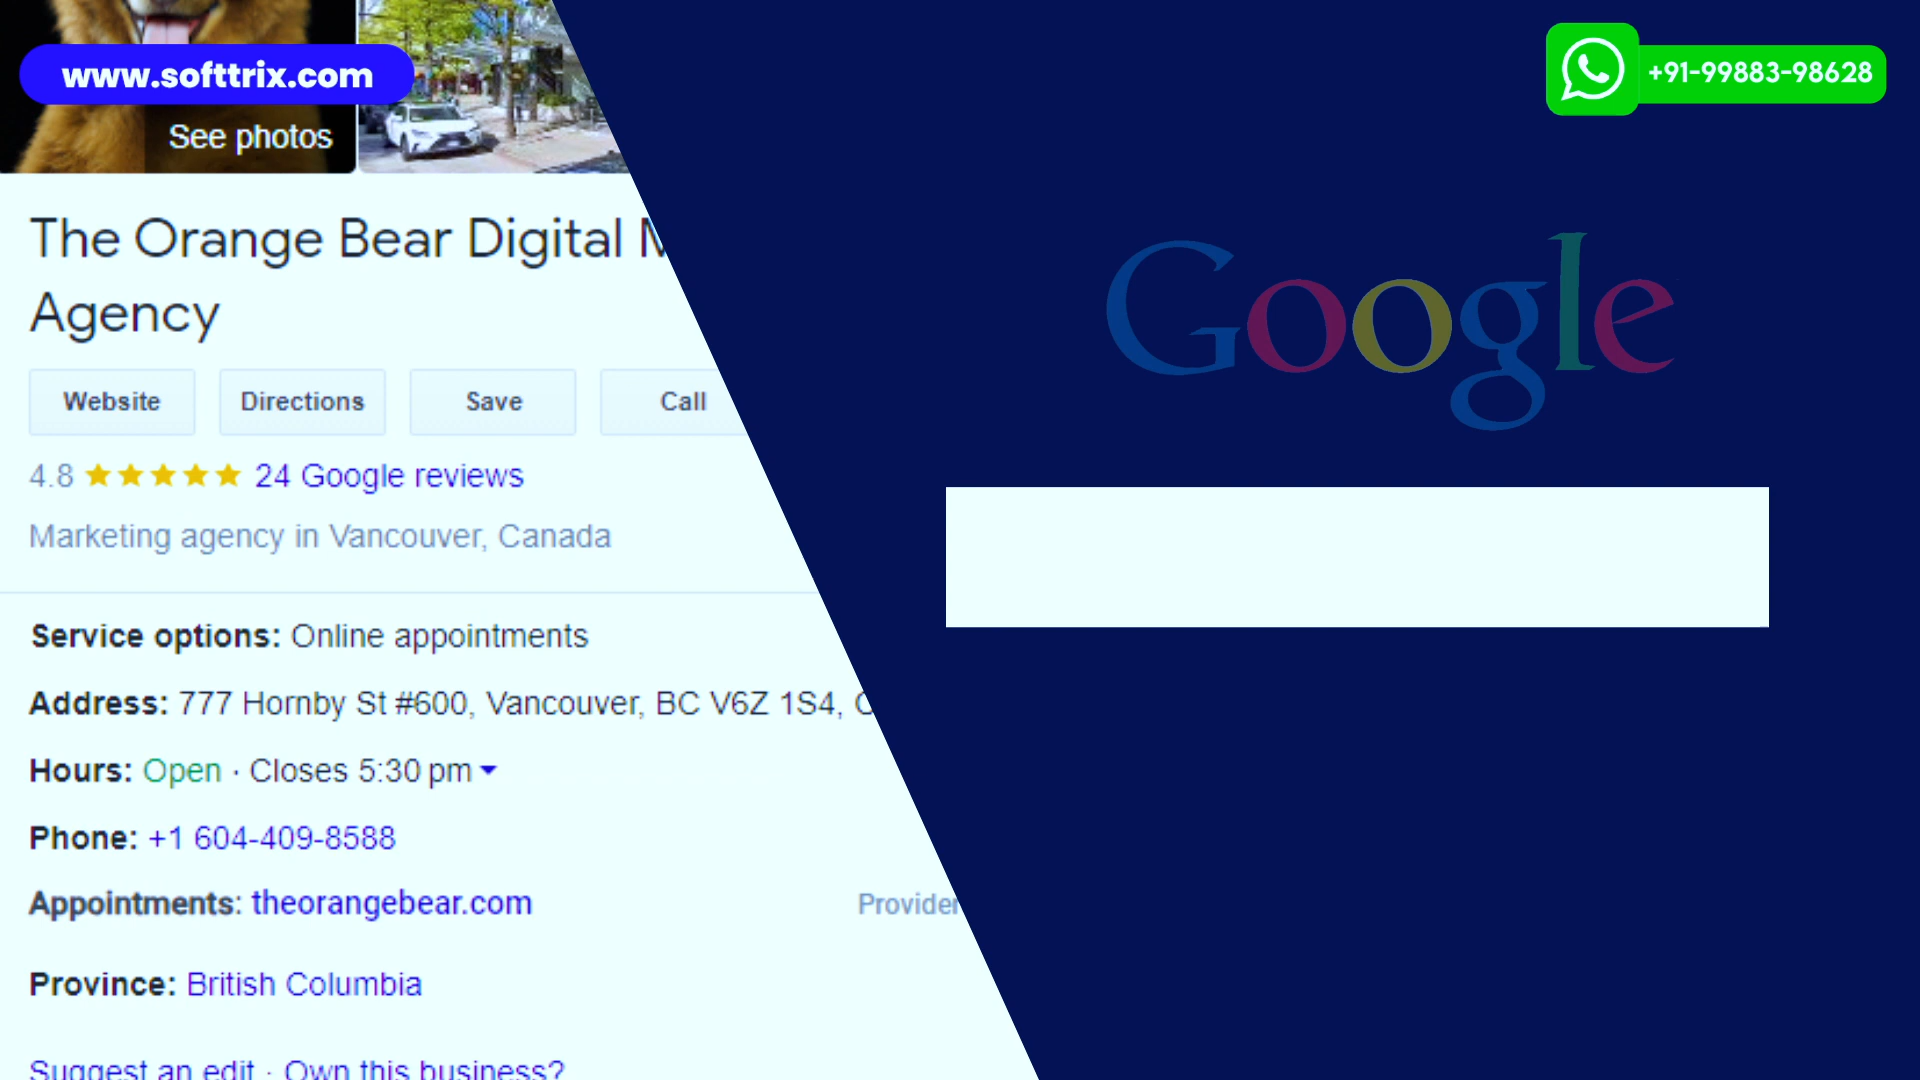 www.softtrix.com
+91-99883-98628
See photos
The Orange Bear Digital
Agency
Google
Website
Directions
Save
Call
4.8 24 Google reviews
Marketing agency in Vancouver, Canada
Service options: Online appointments
Address: 777 Hornby St #600, Vancouver, BC V6Z 1S4,
Hours: Open · Closes 5:30 pm
Phone: +1 604-409-8588
Appointments: theorangebear.com
Provider
Province: British Columbia
Suggest an edit · Own this business?